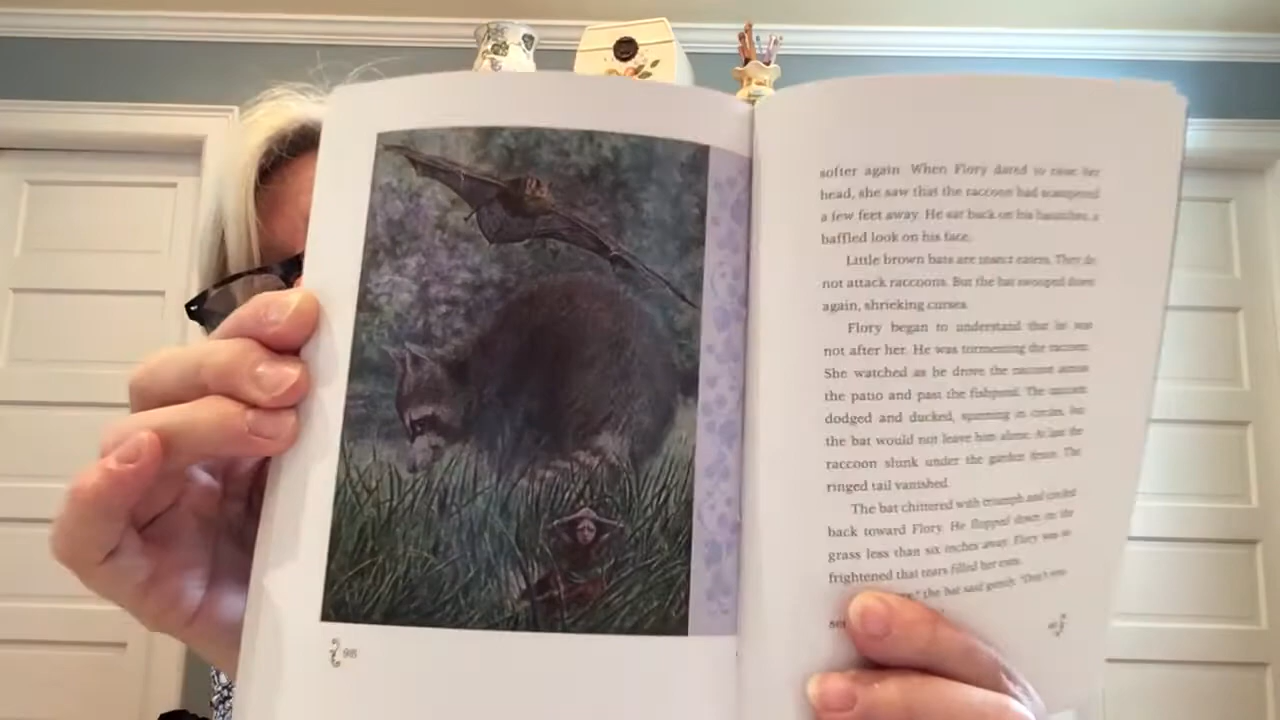 softer again. When Flory dared to raise her
head, she saw that the raccoon had scampered
a few feet away. He sat back on his haunches, a
baffled look on his face.
Little brown bats are insect eaters. They do
not attack raccoons. But the bat swooped down
again, shrieking curses.
Flory began to understand that he was
not after her. He was tormenting the raccoon.
She watched as he drove the raccoon across
the patio and past the fishpond. The raccoon
dodged and ducked, spinning in circles, but
the bat would not leave him alone. At last the
raccoon slunk under the garden fence. The
ringed tail vanished.
The bat chittered with triumph and circled
back toward Flory. He flopped down on the
grass less than six inches away. Flory was so
frightened that tears filled her eyes.
the bat said gently. "Don't
98